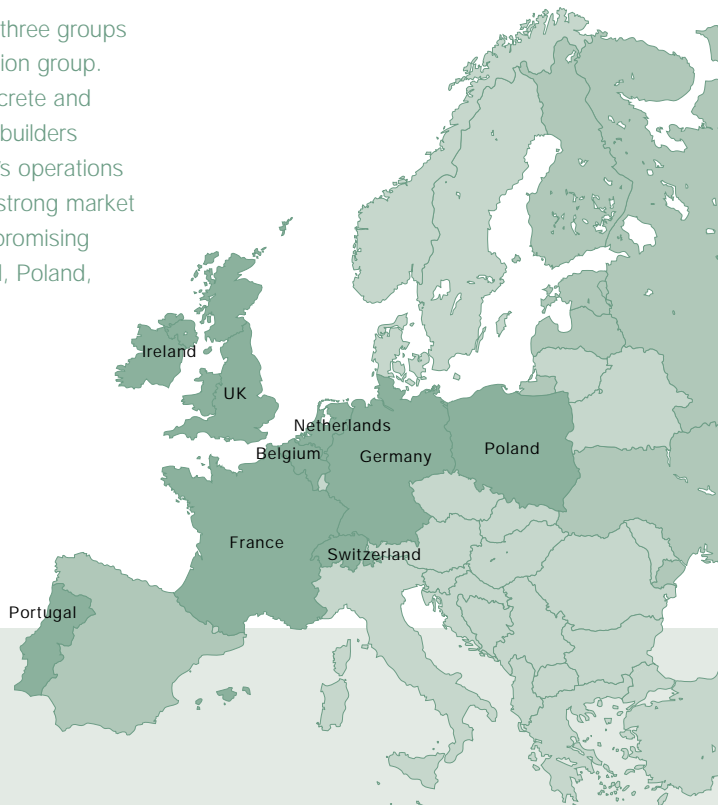 three groups
ion group.
crete and
builders
's operations
strong market
promising
l, Poland,
Ireland
UK
Netherlands
Belgium
Germany
Poland
France
Switzerland
Portugal